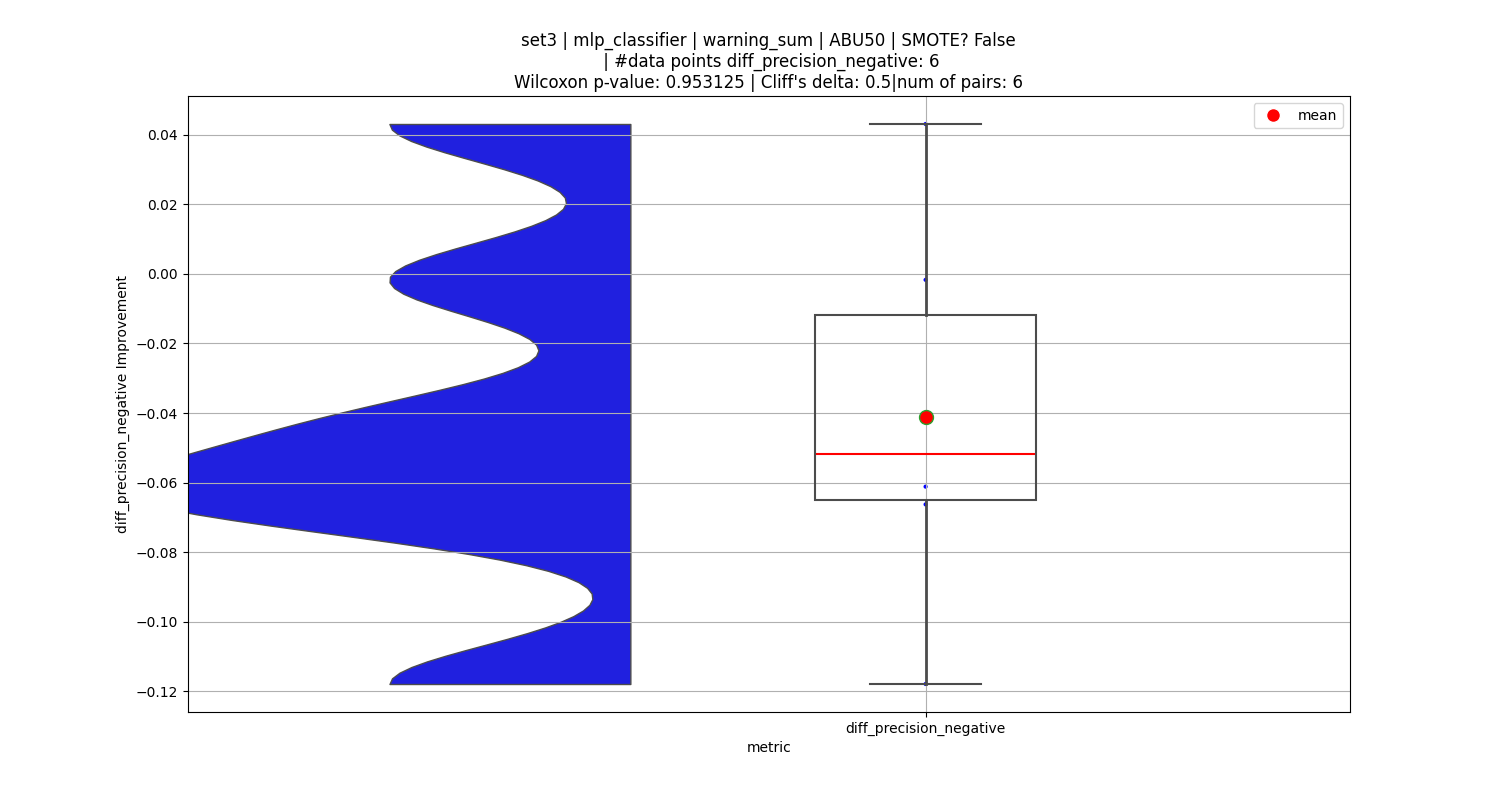 set3 | mlp_classifier | warning_sum | ABU50 | SMOTE? False
| #data points diff_precision_negative: 6
Wilcoxon p-value: 0.953125 | Cliff's delta: 0.5|num of pairs: 6
mean
diff_precision_negative Improvement
0.04
0.02
0.00
−0.02
−0.04
−0.06
−0.08
−0.10
−0.12
diff_precision_negative
metric